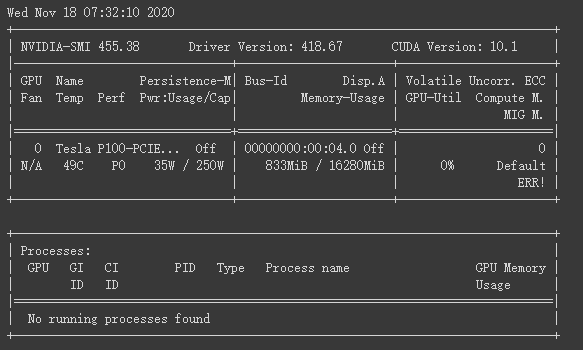 Wed Nov 18 07:32:10 2020
NVIDIA-SMI 455.38 Driver Version: 418.67 CUDA Version: 10.1
GPU Name Persistence-M| Bus-Id Disp.A | Volatile Uncorr. ECC
Fan Temp Perf Pwr:Usage/Cap| Memory-Usage | GPU-Util Compute M.
MIG M.
0 Tesla P100-PCIE... Off | 00000000:00:04.0 Off | 0
N/A 49C P0 35W / 250W | 833MiB / 16280MiB | 0% Default
ERR!
Processes:
GPU GI CI PID Type Process name GPU Memory
ID ID Usage
No running processes found